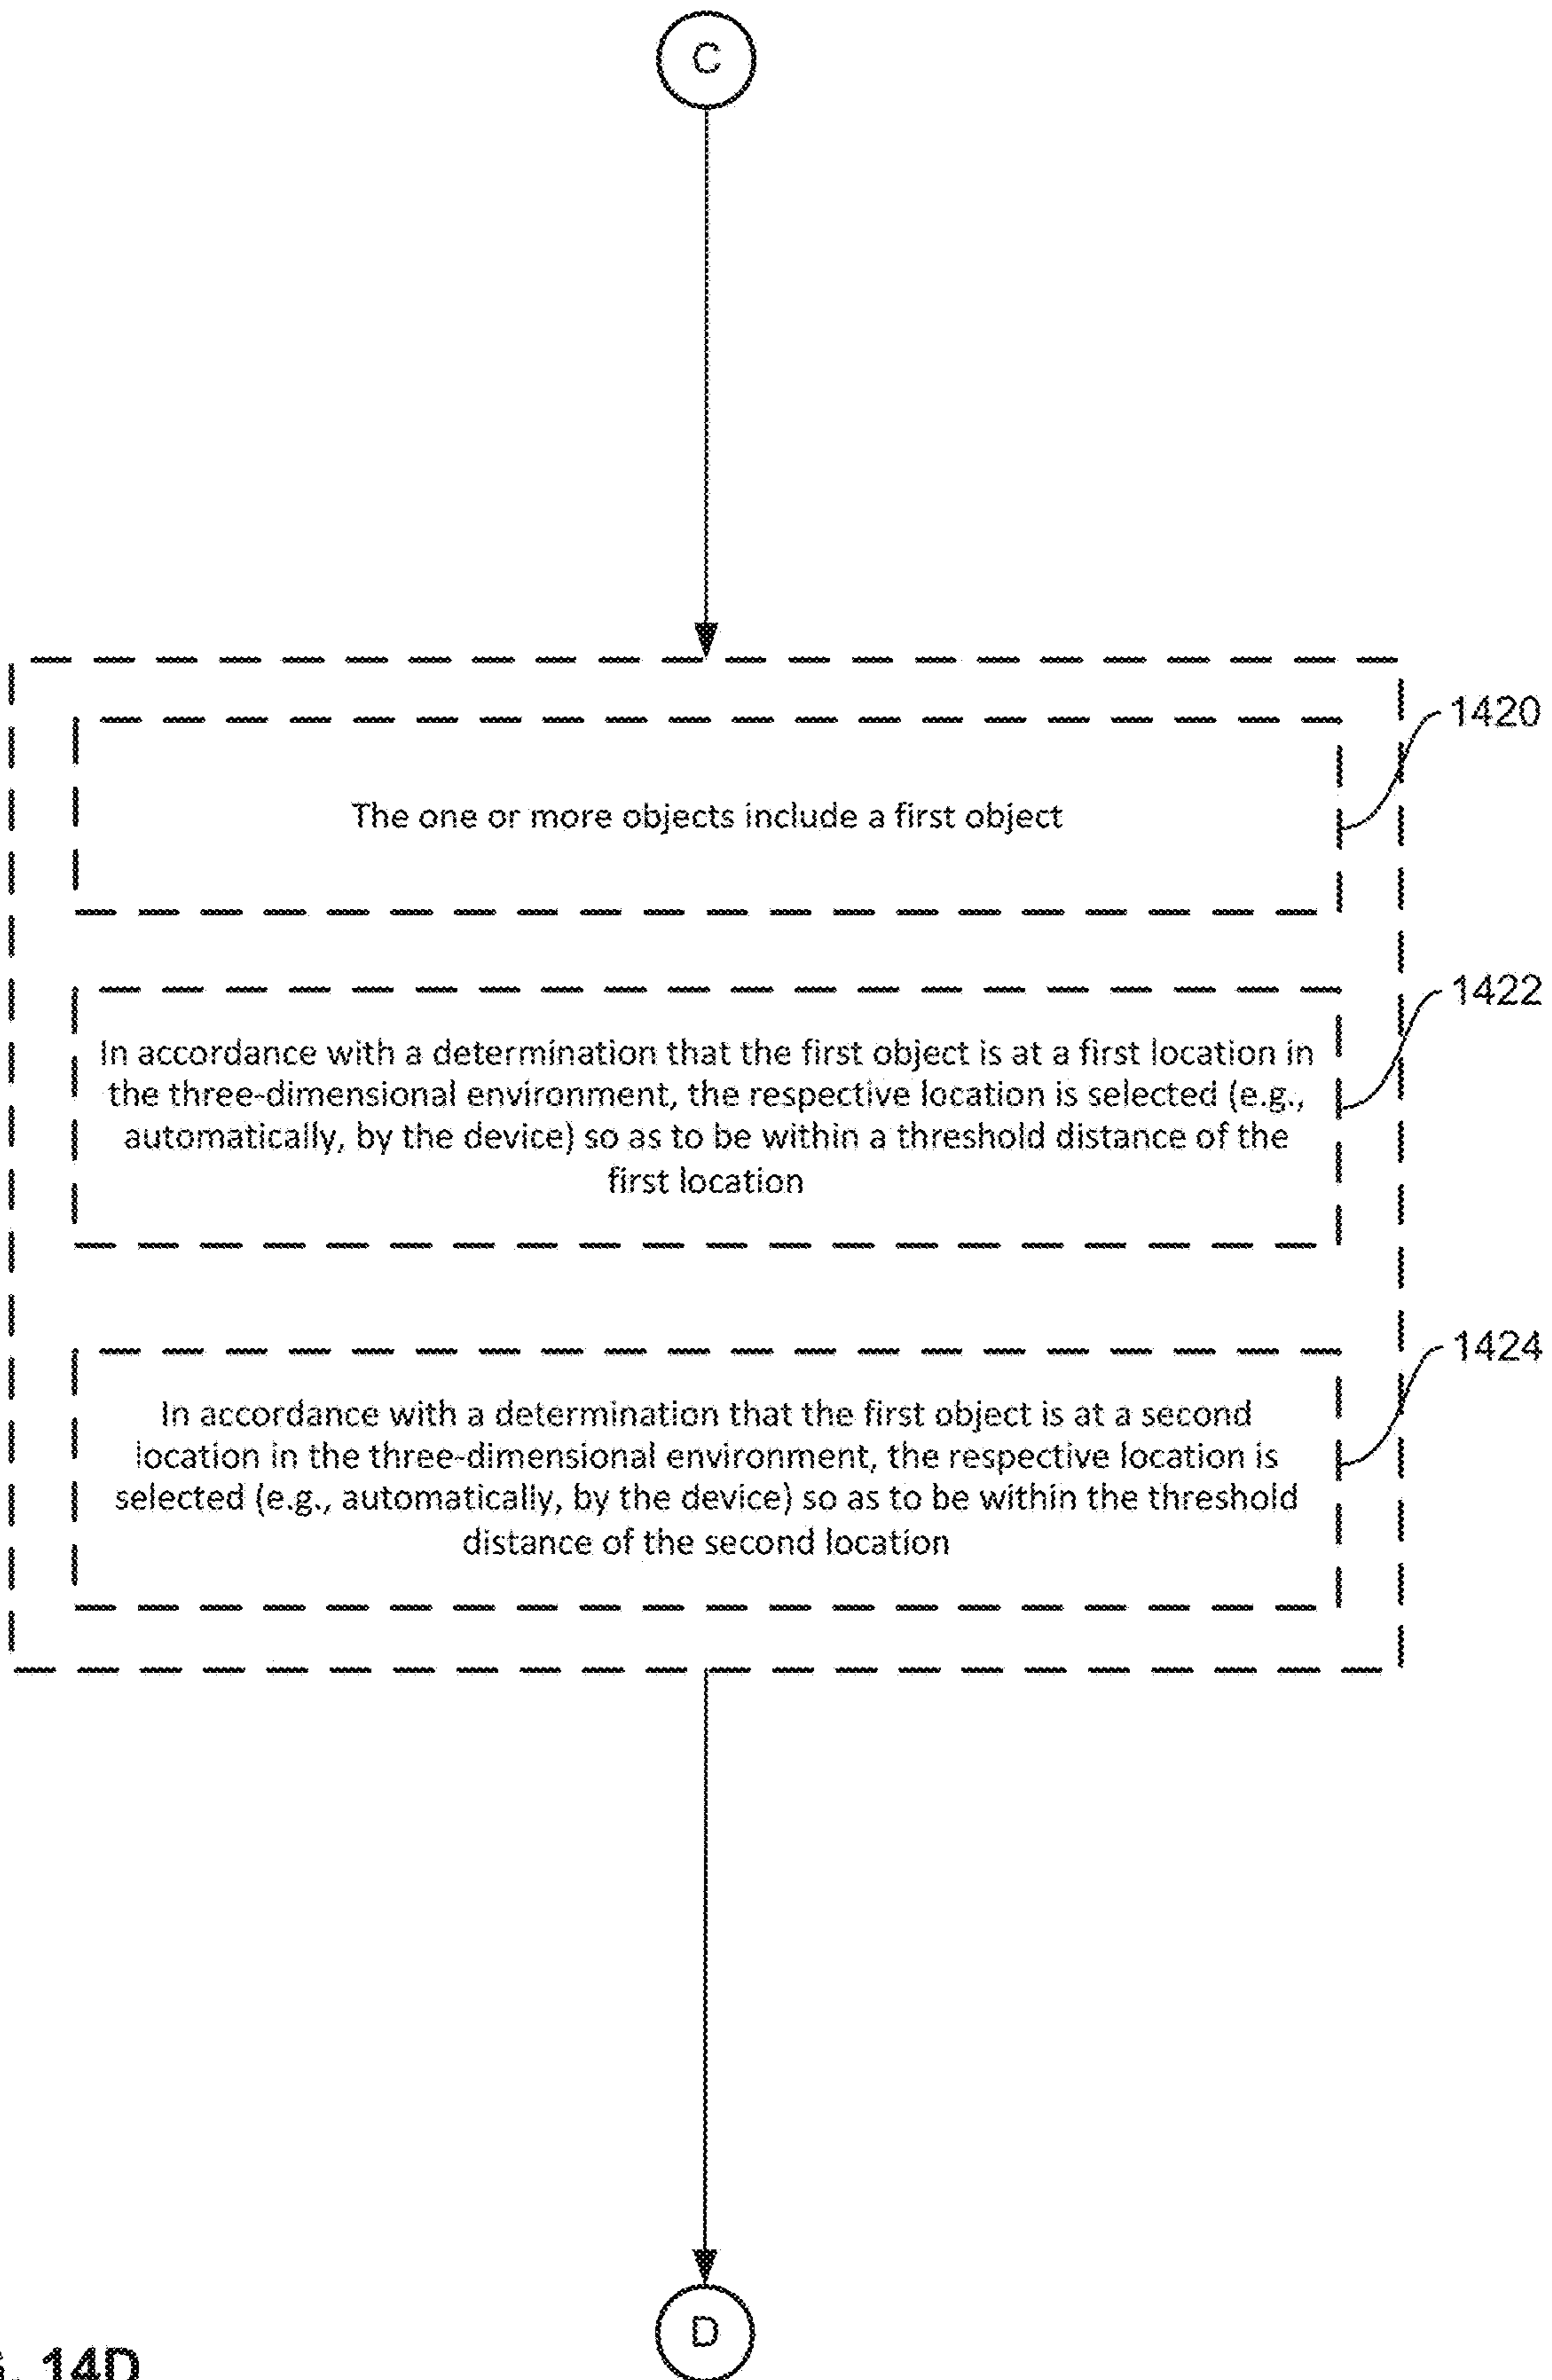 C
1420
The one or more objects include a first object
1422
In accordance with a determination that the first object is at a first location in
the three-dimensional environment, the respective location is selected (e.g.,
automatically, by the device) so as to be within a threshold distance of the
first location
1424
In accordance with a determination that the first object is at a second
location in the three-dimensional environment, the respective location is
selected (e.g., automatically, by the device) so as to be within the threshold
distance of the second location
D
14D